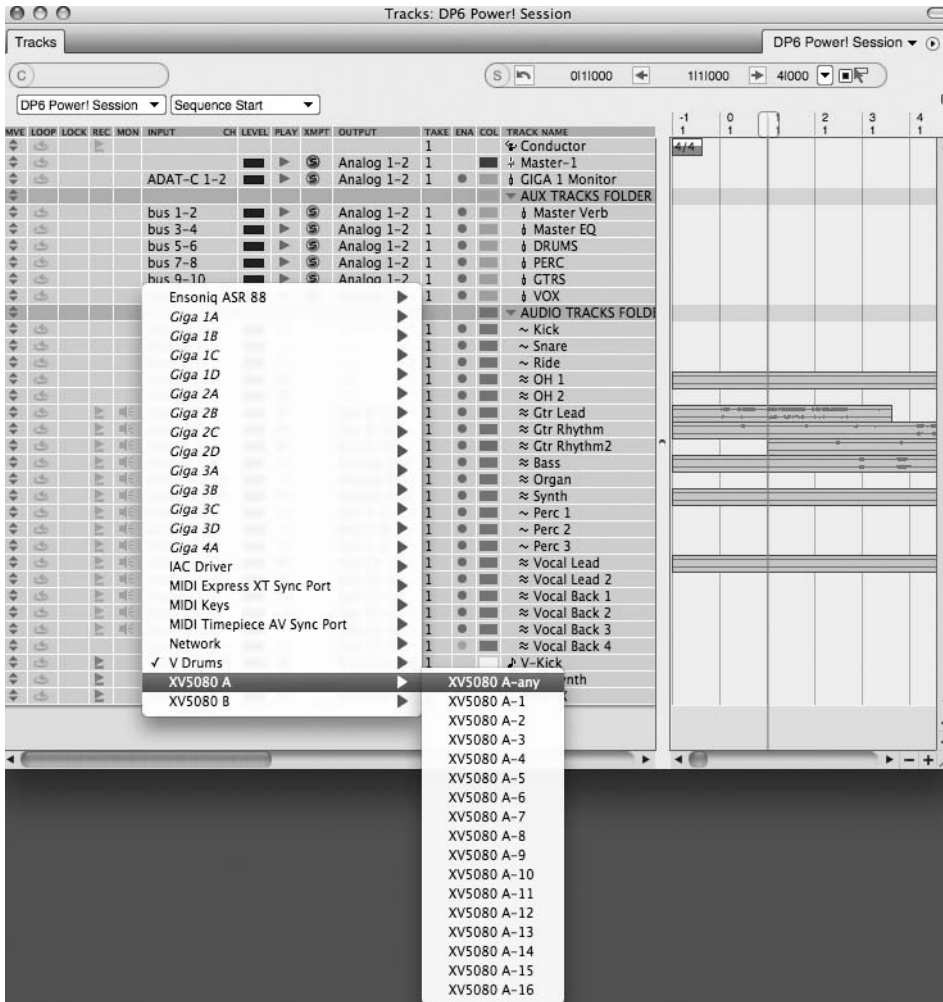 Tracks: DP6 Power! Session
Tracks
DP6 Power! Session
C
S 0|1|000 1|1|000 4|000
DP6 Power! Session Sequence Start
-1 0 1 2 3 4
1 1 1 1 1 1
MVE LOOP LOCK REC MON INPUT CH LEVEL PLAY XMPT OUTPUT TAKE ENA COL TRACK NAME
1 Conductor 4/4
S Analog 1-2 1 Master-1
ADAT-C 1-2 S Analog 1-2 1 GIGA 1 Monitor
AUX TRACKS FOLDER
bus 1-2 S Analog 1-2 1 Master Verb
bus 3-4 S Analog 1-2 1 Master EQ
bus 5-6 S Analog 1-2 1 DRUMS
bus 7-8 S Analog 1-2 1 PERC
bus 9-10 S Analog 1-2 1 GTRS
1 VOX
AUDIO TRACKS FOLDE
1 Kick
1 Snare
1 Ride
1 OH 1
1 OH 2
1 Gtr Lead
1 Gtr Rhythm
1 Gtr Rhythm2
1 Bass
1 Organ
1 Synth
1 Perc 1
1 Perc 2
1 Perc 3
1 Vocal Lead
1 Vocal Lead 2
1 Vocal Back 1
1 Vocal Back 2
1 Vocal Back 3
1 Vocal Back 4
1 V-Kick
Ensoniq ASR 88
Giga 1A
Giga 1B
Giga 1C
Giga 1D
Giga 2A
Giga 2B
Giga 2C
Giga 2D
Giga 3A
Giga 3B
Giga 3C
Giga 3D
Giga 4A
IAC Driver
MIDI Express XT Sync Port
MIDI Keys
MIDI Timepiece AV Sync Port
Network
✓ V Drums
XV5080 A
XV5080 B
XV5080 A-any
XV5080 A-1
XV5080 A-2
XV5080 A-3
XV5080 A-4
XV5080 A-5
XV5080 A-6
XV5080 A-7
XV5080 A-8
XV5080 A-9
XV5080 A-10
XV5080 A-11
XV5080 A-12
XV5080 A-13
XV5080 A-14
XV5080 A-15
XV5080 A-16